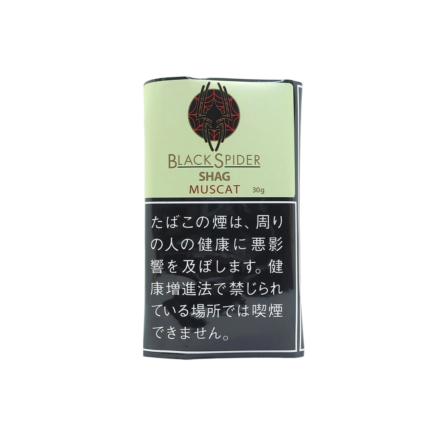 BLACK SPIDER
SHAG
MUSCAT 30g
たばこの煙は、周り
の人の健康に悪影
響を及ぼします。健
康増進法で禁じられ
ている場所では喫煙
できません。